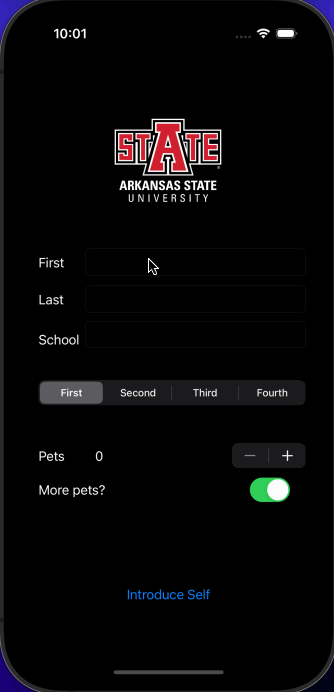 10:01
STATE
ARKANSAS STATE
UNIVERSITY
First
Last
School
First Second Third Fourth
Pets 0
More pets?
Introduce Self